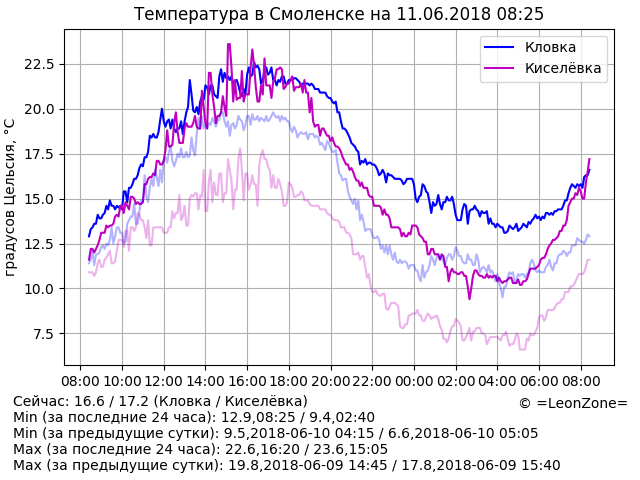 Температура в Смоленске на 11.06.2018 08:25
Кловка
Киселёвка
градусов Цельсия, °C
22.5
20.0
17.5
15.0
12.5
10.0
7.5
08:00 10:00 12:00 14:00 16:00 18:00 20:00 22:00 00:00 02:00 04:00 06:00 08:00
Сейчас: 16.6 / 17.2 (Кловка / Киселёвка)
© =LeonZone=
Min (за последние 24 часа): 12.9,08:25 / 9.4,02:40
Min (за предыдущие сутки): 9.5,2018-06-10 04:15 / 6.6,2018-06-10 05:05
Max (за последние 24 часа): 22.6,16:20 / 23.6,15:05
Max (за предыдущие сутки): 19.8,2018-06-09 14:45 / 17.8,2018-06-09 15:40